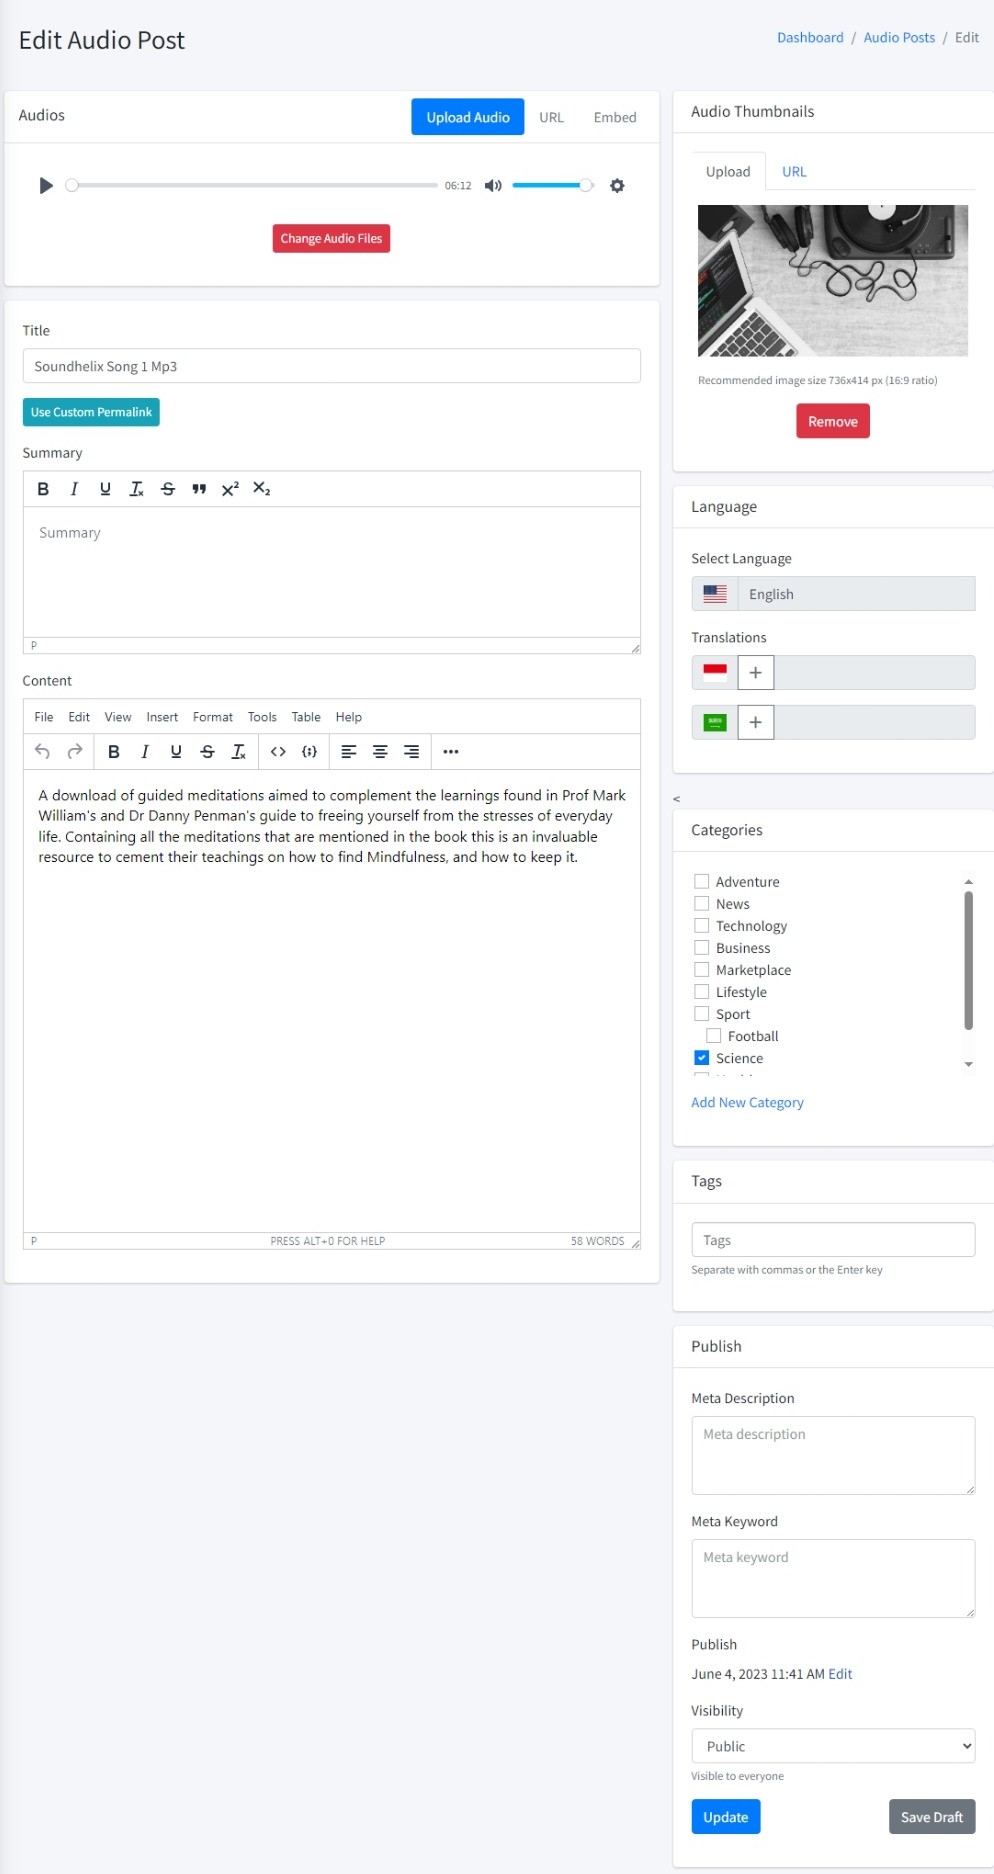 Edit Audio Post
Dashboard / Audio Posts / Edit
Audios
Upload Audio URL Embed
06:12
Change Audio Files
Title
Soundhelix Song 1 Mp3
Use Custom Permalink
Summary
B I U Tx S X² X₂
Summary
P
Content
File Edit View Insert Format Tools Table Help
B I U S Tx <> {;} •••
A download of guided meditations aimed to complement the learnings found in Prof Mark
William's and Dr Danny Penman's guide to freeing yourself from the stresses of everyday
life. Containing all the meditations that are mentioned in the book this is an invaluable
resource to cement their teachings on how to find Mindfulness, and how to keep it.
P PRESS ALT+0 FOR HELP 58 WORDS
Audio Thumbnails
Upload URL
Recommended image size 736x414 px (16:9 ratio)
Remove
Language
Select Language
English
Translations
+
+
<
Categories
Adventure
News
Technology
Business
Marketplace
Lifestyle
Sport
Football
Science
Add New Category
Tags
Tags
Separate with commas or the Enter key
Publish
Meta Description
Meta description
Meta Keyword
Meta keyword
Publish
June 4, 2023 11:41 AM Edit
Visibility
Public
Visible to everyone
Update Save Draft